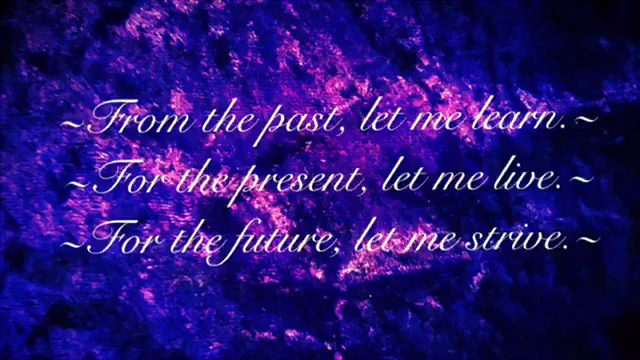 ~From the past, let me learn.~
~For the present, let me live.~
~For the future, let me strive.~